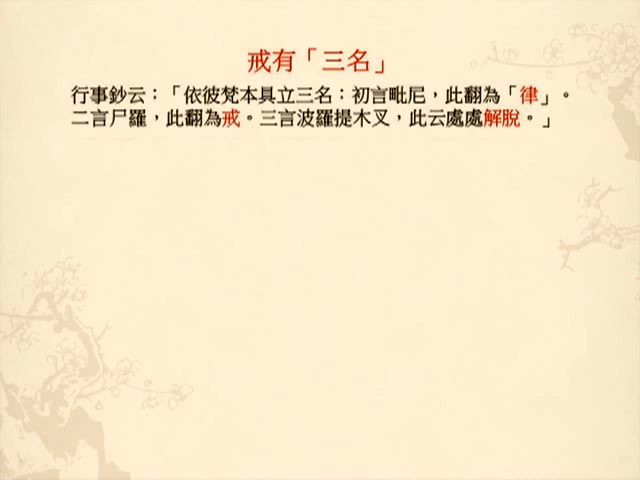 戒有「三名」
行事鈔云：「依彼梵本具立三名：初言毗尼，此翻為「律」。
二言尸羅，此翻為戒。三言波羅提木叉，此云處處解脫。」